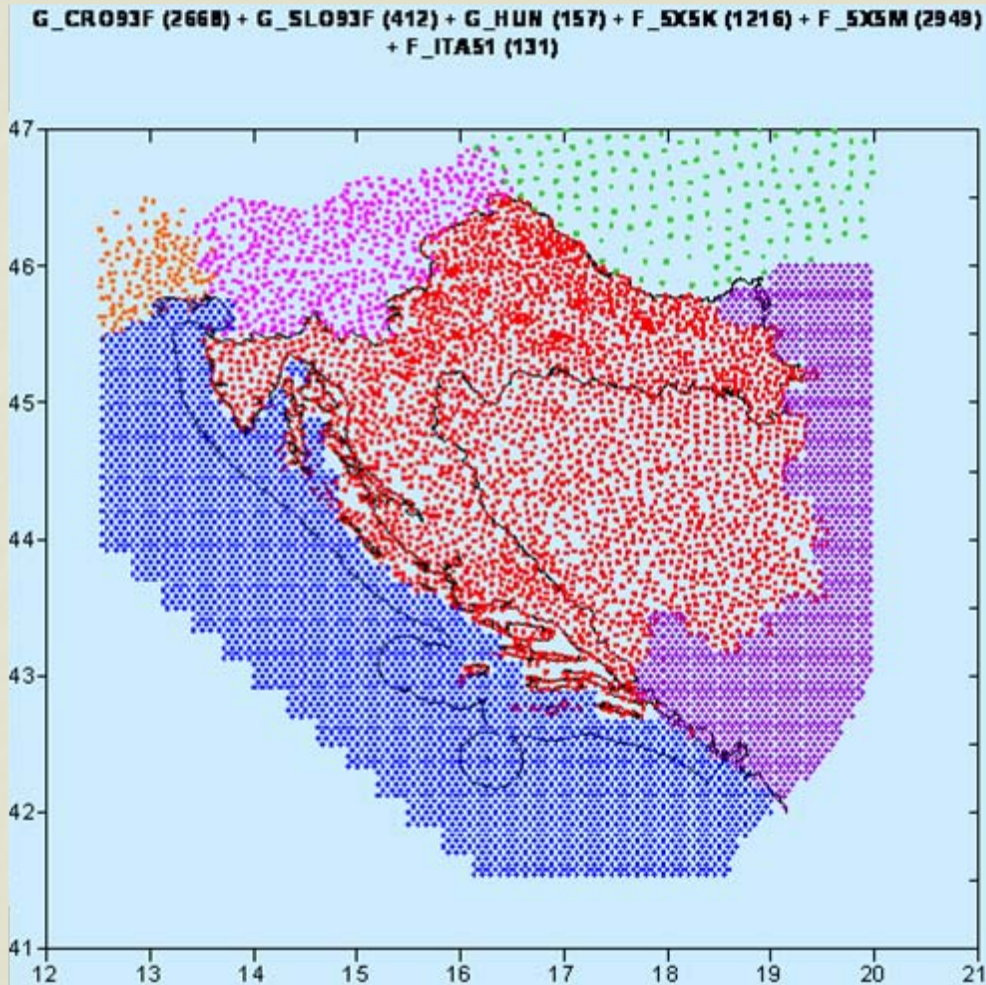 G_CRO93F (2668) + G_SLO93F (412) + G_HUN (157) + F_5X5K (1216) + F_5X5M (2949)
+ F_ITA51 (131)
47
46
45
44
43
42
41
12 13 14 15 16 17 18 19 20 21